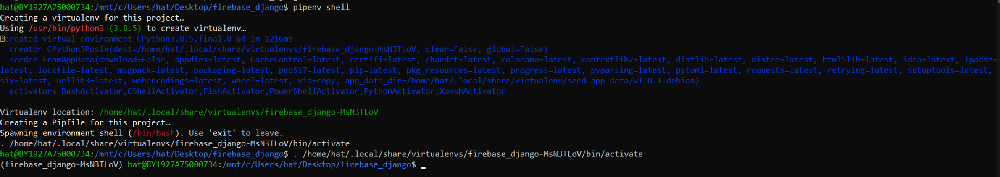 hat@BY1927A75000734:/mnt/c/Users/hat/Desktop/firebase_django$ pipenv shell
Creating a virtualenv for this project…
Using /usr/bin/python3 (3.8.5) to create virtualenv…
created virtual environment CPython3.8.5.final.0-64 in 1216ms
  creator CPython3Posix(dest=/home/hat/.local/share/virtualenvs/firebase_django-MsN3TLoV, clear=False, global=False)
  seeder FromAppData(download=False, appdirs=latest, CacheControl=latest, certifi=latest, chardet=latest, colorama=latest, contextlib2=latest, distlib=latest, distro=latest, html5lib=latest, idna=latest, ipaddr=
latest, lockfile=latest, msgpack=latest, packaging=latest, pep517=latest, pip=latest, pkg_resources=latest, progress=latest, pyparsing=latest, pytoml=latest, requests=latest, retrying=latest, setuptools=latest,
six=latest, urllib3=latest, webencodings=latest, wheel=latest, via=copy, app_data_dir=/home/hat/.local/share/virtualenv/seed-app-data/v1.0.1.debian)
  activators BashActivator,CShellActivator,FishActivator,PowerShellActivator,PythonActivator,XonshActivator
Virtualenv location: /home/hat/.local/share/virtualenvs/firebase_django-MsN3TLoV
Creating a Pipfile for this project…
Spawning environment shell (/bin/bash). Use 'exit' to leave.
. /home/hat/.local/share/virtualenvs/firebase_django-MsN3TLoV/bin/activate
hat@BY1927A75000734:/mnt/c/Users/hat/Desktop/firebase_django$ . /home/hat/.local/share/virtualenvs/firebase_django-MsN3TLoV/bin/activate
(firebase_django-MsN3TLoV) hat@BY1927A75000734:/mnt/c/Users/hat/Desktop/firebase_django$